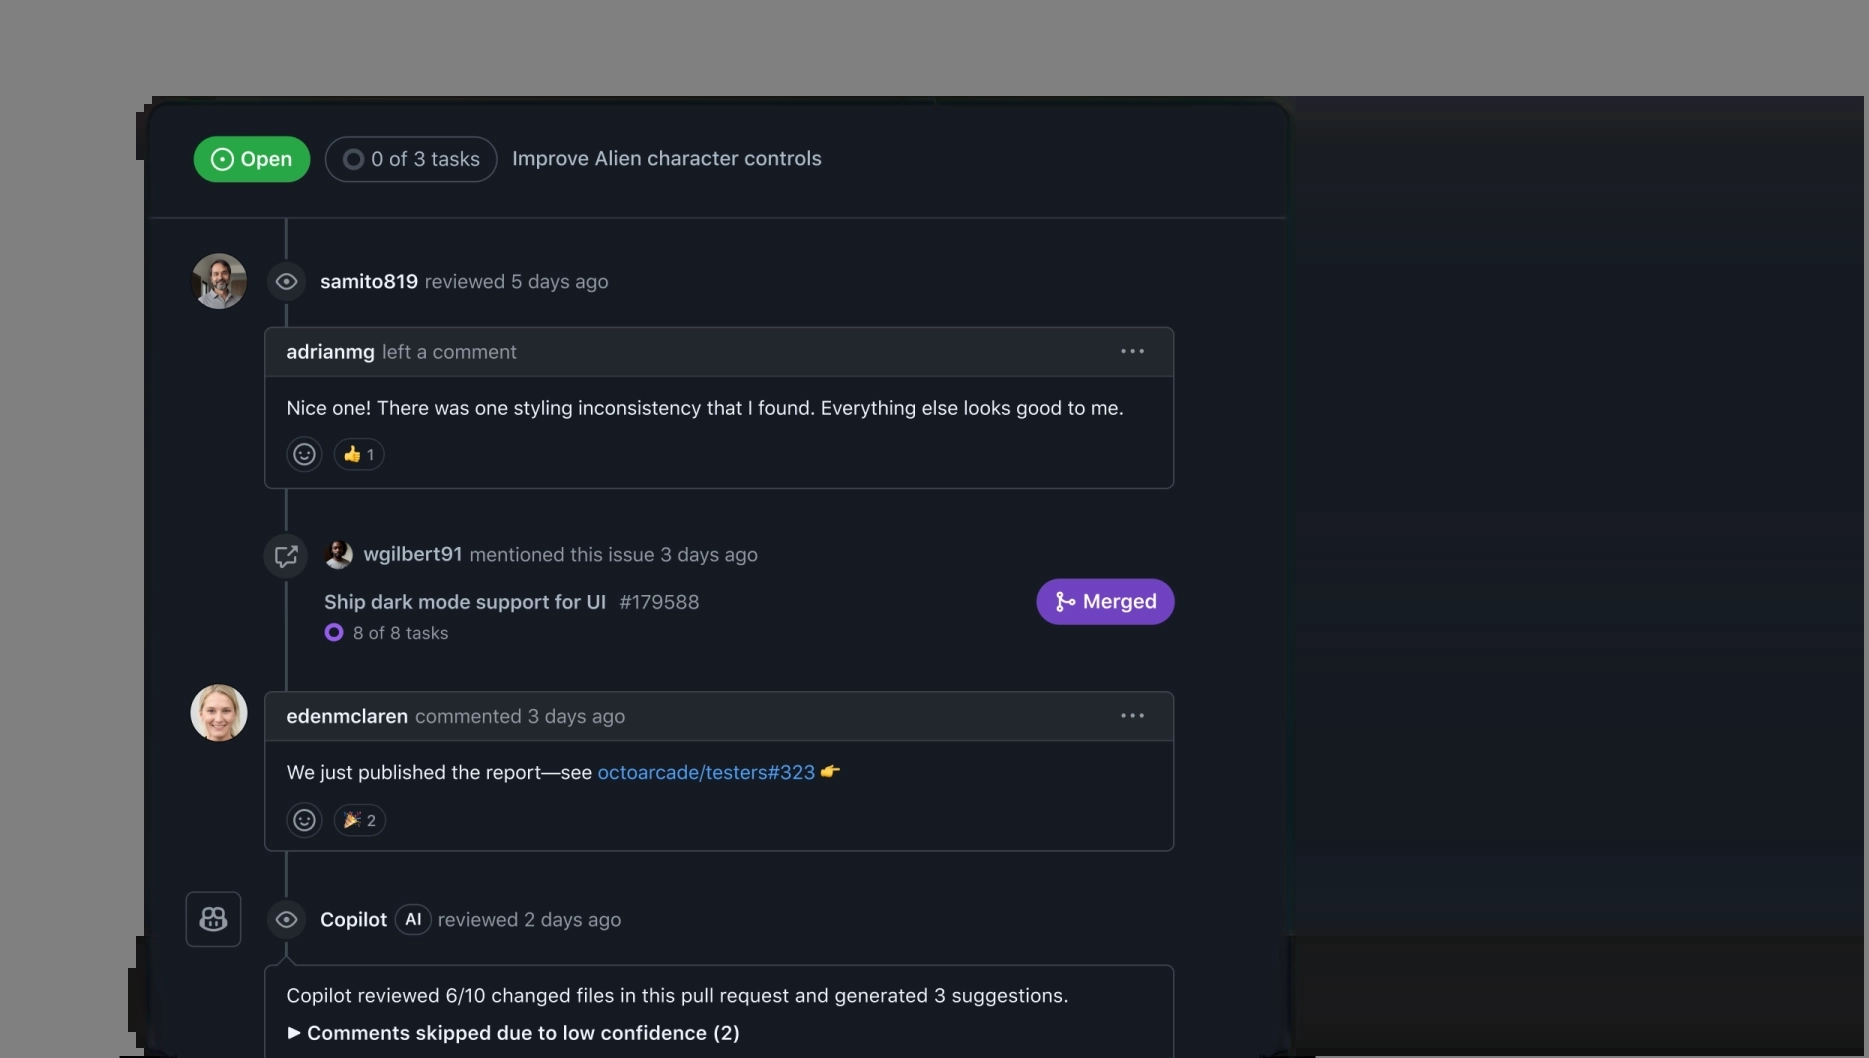 Open 0 of 3 tasks Improve Alien character controls
samito819 reviewed 5 days ago
adrianmg left a comment
Nice one! There was one styling inconsistency that I found. Everything else looks good to me.
👍 1
wgilbert91 mentioned this issue 3 days ago
Ship dark mode support for UI #179588
Merged
8 of 8 tasks
edenmclaren commented 3 days ago
We just published the report—see octoarcade/testers#323 👉
🎉 2
Copilot AI reviewed 2 days ago
Copilot reviewed 6/10 changed files in this pull request and generated 3 suggestions.
Comments skipped due to low confidence (2)